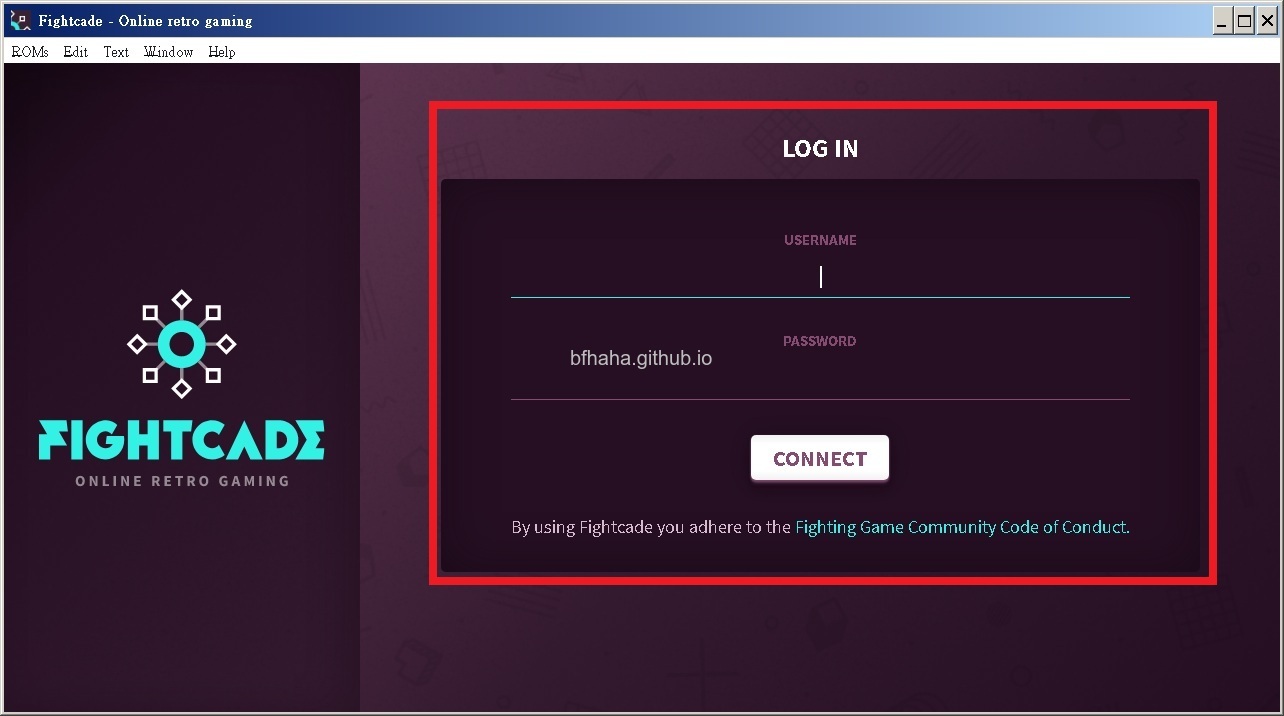 Fightcade - Online retro gaming
ROMs Edit Text Window Help
LOG IN
USERNAME
PASSWORD
bfhaha.github.io
CONNECT
By using Fightcade you adhere to the Fighting Game Community Code of Conduct.
FIGHTCADE
ONLINE RETRO GAMING